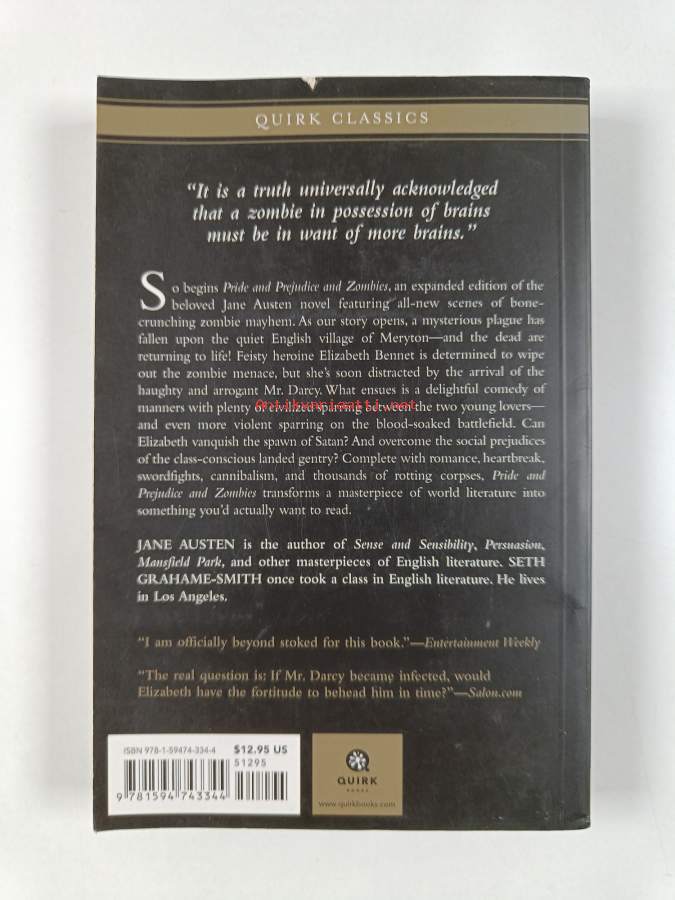 QUIRK CLASSICS
“It is a truth universally acknowledged
that a zombie in possession of brains
must be in want of more brains.”
So begins Pride and Prejudice and Zombies, an expanded edition of the
beloved Jane Austen novel featuring all-new scenes of bone-
crunching zombie mayhem. As our story opens, a mysterious plague has
fallen upon the quiet English village of Meryton—and the dead are
returning to life! Feisty heroine Elizabeth Bennet is determined to wipe
out the zombie menace, but she’s soon distracted by the arrival of the
haughty and arrogant Mr. Darcy. What ensues is a delightful comedy of
manners with plenty of civilized sparring between the two young lovers—
Antikvariaatti.net
and even more violent sparring on the blood-soaked battlefield. Can
Elizabeth vanquish the spawn of Satan? And overcome the social prejudices
of the class-conscious landed gentry? Complete with romance, heartbreak,
swordfights, cannibalism, and thousands of rotting corpses, Pride and
Prejudice and Zombies transforms a masterpiece of world literature into
something you’d actually want to read.
JANE AUSTEN is the author of Sense and Sensibility, Persuasion,
Mansfield Park, and other masterpieces of English literature. SETH
GRAHAME-SMITH once took a class in English literature. He lives
in Los Angeles.
“I am officially beyond stoked for this book.”—Entertainment Weekly
“The real question is: If Mr. Darcy became infected, would
Elizabeth have the fortitude to behead him in time?”—Salon.com
ISBN 978-1-59474-334-4 $12.95 US
51295
9 781594 743344
QUIRK
BOOKS
www.quirkbooks.com